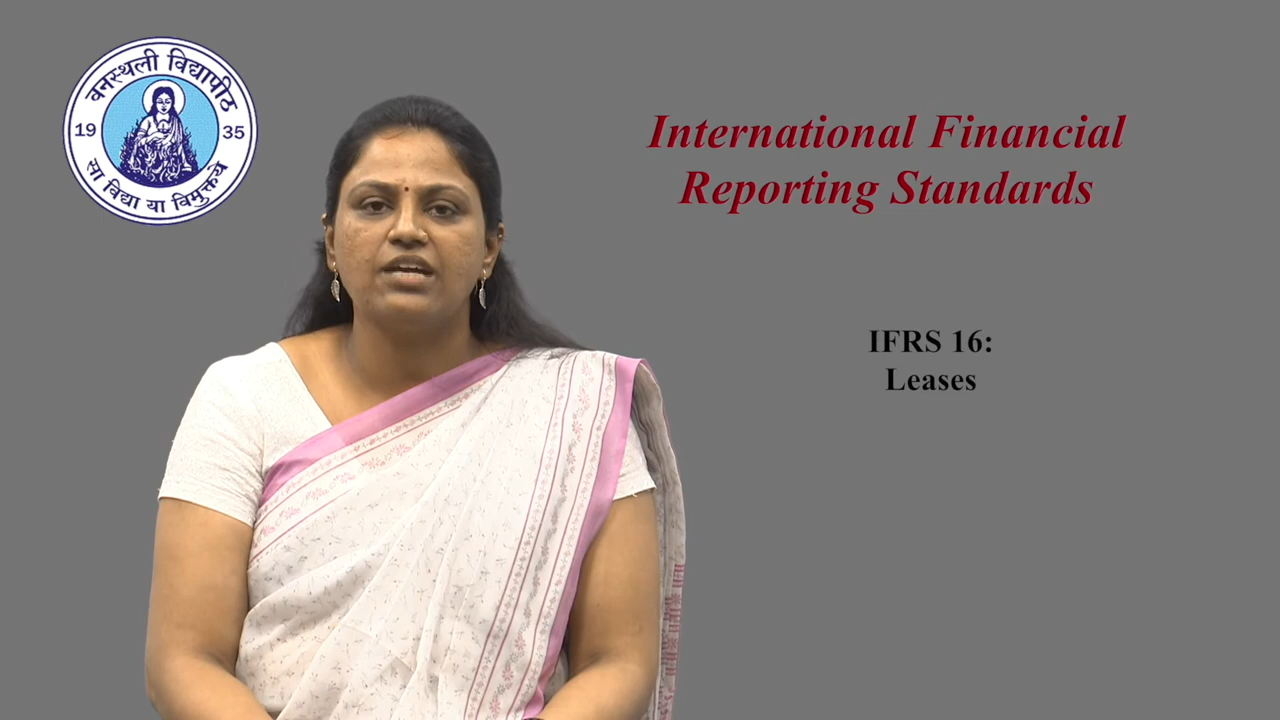 वनस्थली विद्यापीठ
19 35
सा विद्या या विमुक्तये
International Financial
Reporting Standards
IFRS 16:
Leases